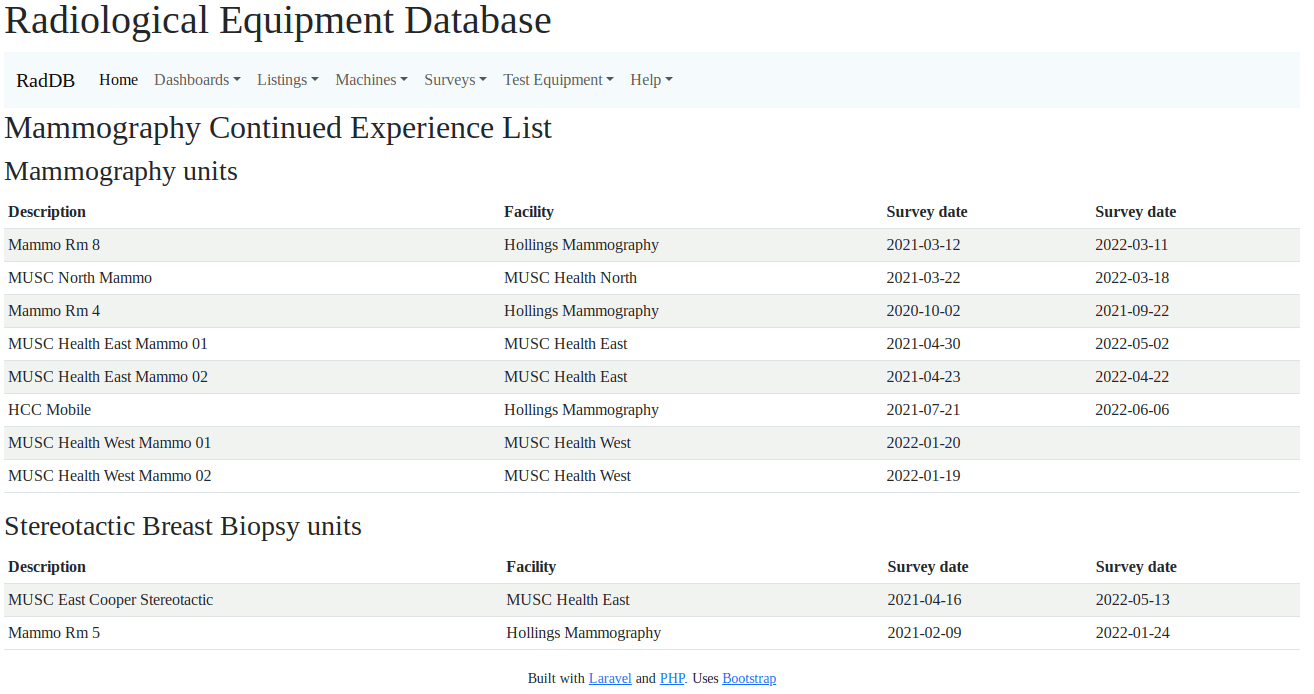 Radiological Equipment Database
RadDB Home Dashboards Listings Machines Surveys Test Equipment Help
Mammography Continued Experience List
Mammography units
Description Facility Survey date Survey date
Mammo Rm 8 Hollings Mammography 2021-03-12 2022-03-11
MUSC North Mammo MUSC Health North 2021-03-22 2022-03-18
Mammo Rm 4 Hollings Mammography 2020-10-02 2021-09-22
MUSC Health East Mammo 01 MUSC Health East 2021-04-30 2022-05-02
MUSC Health East Mammo 02 MUSC Health East 2021-04-23 2022-04-22
HCC Mobile Hollings Mammography 2021-07-21 2022-06-06
MUSC Health West Mammo 01 MUSC Health West 2022-01-20
MUSC Health West Mammo 02 MUSC Health West 2022-01-19
Stereotactic Breast Biopsy units
Description Facility Survey date Survey date
MUSC East Cooper Stereotactic MUSC Health East 2021-04-16 2022-05-13
Mammo Rm 5 Hollings Mammography 2021-02-09 2022-01-24
Built with Laravel and PHP. Uses Bootstrap